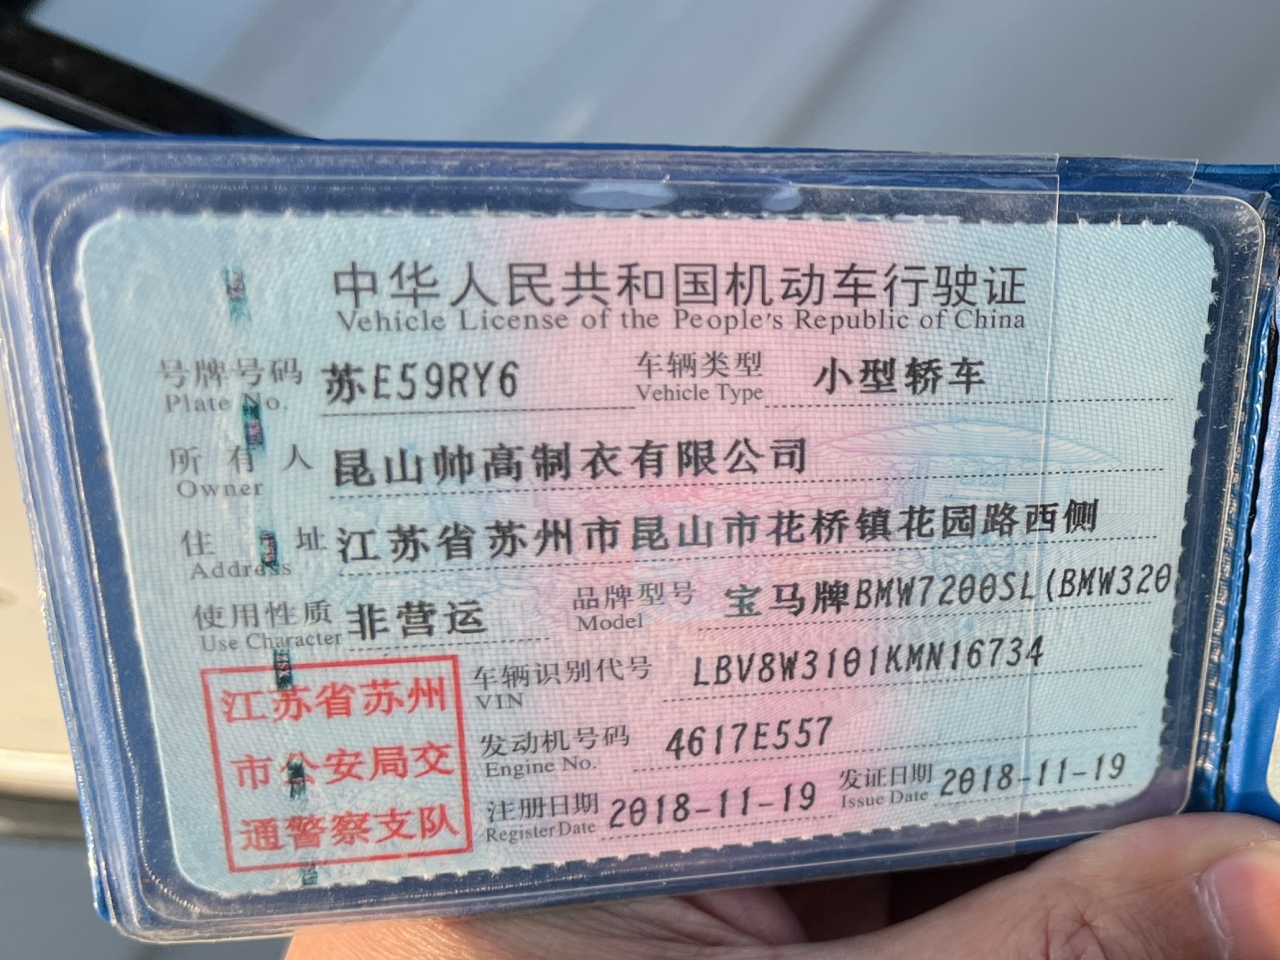 中华人民共和国机动车行驶证
Vehicle License of the People's Republic of China
号牌号码 苏E59RY6 车辆类型 小型轿车
Plate No. Vehicle Type
所有人 昆山帅高制衣有限公司
Owner
住址 江苏省苏州市昆山市花桥镇花园路西侧
Address
使用性质 非营运 品牌型号 宝马牌BMW7200SL(BMW320
Use Character Model
江苏省苏州
市公安局交
通警察支队
车辆识别代号 LBV8W3101KMN16734
VIN
发动机号码 4617E557
Engine No.
注册日期 2018-11-19 发证日期 2018-11-19
Register Date Issue Date